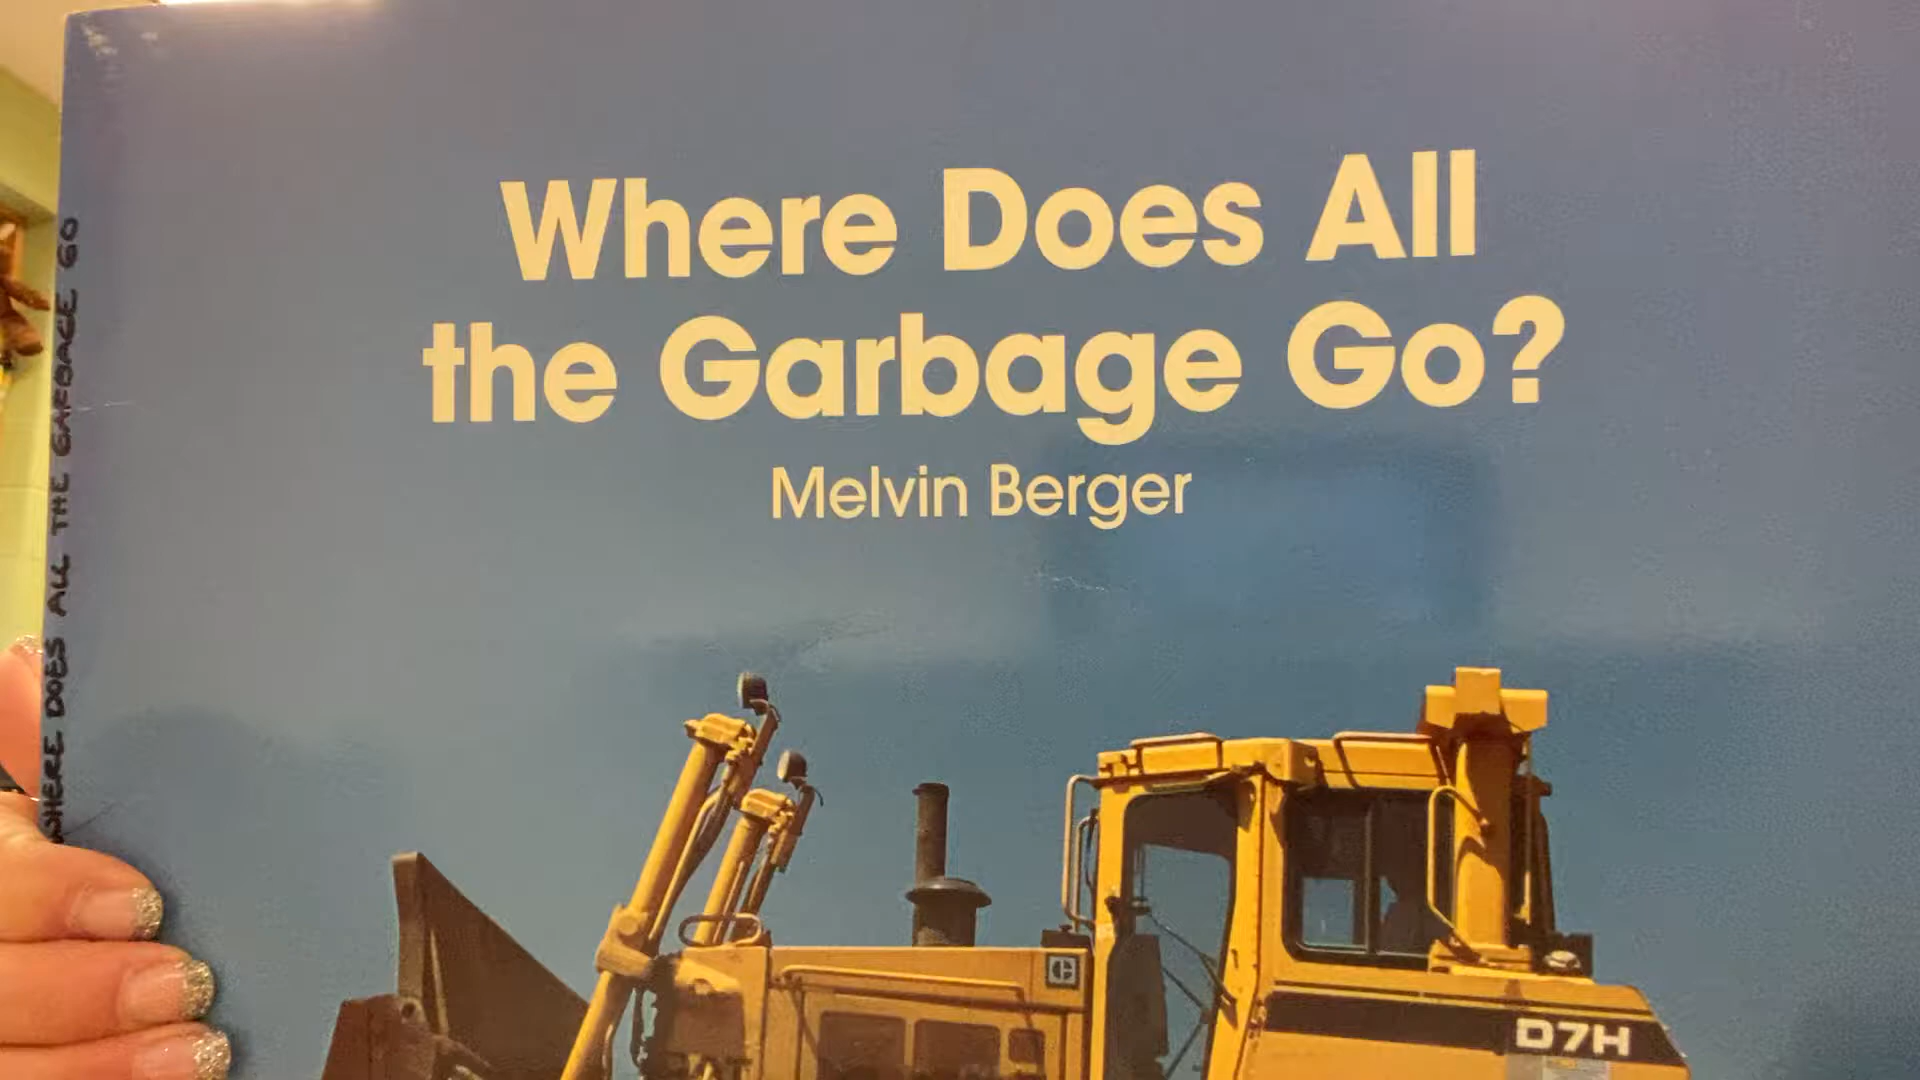 Where Does All
the Garbage Go?
Melvin Berger
WHERE DOES ALL THE GARBAGE GO
D7H
C